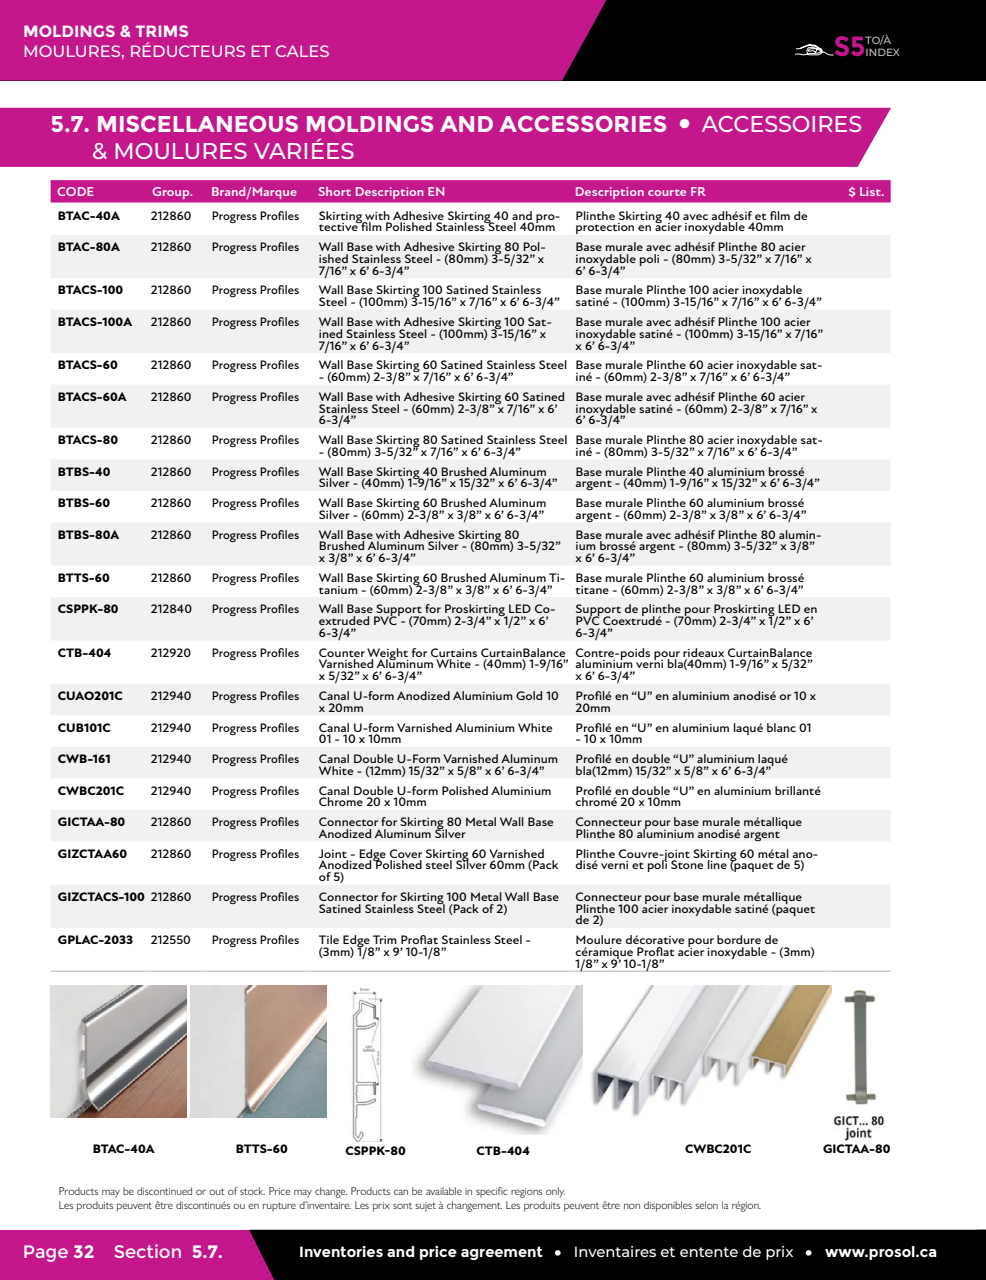 MOLDINGS & TRIMS
MOULURES, RÉDUCTEURS ET CALES
S5 TO/À
INDEX
5.7. MISCELLANEOUS MOLDINGS AND ACCESSORIES • ACCESSOIRES
& MOULURES VARIÉES
CODE Group. Brand/Marque Short Description EN Description courte FR $ List.
BTAC-40A 212860 Progress Profiles Skirting with Adhesive Skirting 40 and pro- Plinthe Skirting 40 avec adhésif et film de
tective film Polished Stainless Steel 40mm protection en acier inoxydable 40mm
BTAC-80A 212860 Progress Profiles Wall Base with Adhesive Skirting 80 Pol- Base murale avec adhésif Plinthe 80 acier
ished Stainless Steel - (80mm) 3-5/32” x inoxydable poli - (80mm) 3-5/32” x 7/16” x
7/16” x 6’ 6-3/4” 6’ 6-3/4”
BTACS-100 212860 Progress Profiles Wall Base Skirting 100 Satined Stainless Base murale Plinthe 100 acier inoxydable
Steel - (100mm) 3-15/16” x 7/16” x 6’ 6-3/4” satiné - (100mm) 3-15/16” x 7/16” x 6’ 6-3/4”
BTACS-100A 212860 Progress Profiles Wall Base with Adhesive Skirting 100 Sat- Base murale avec adhésif Plinthe 100 acier
ined Stainless Steel - (100mm) 3-15/16” x inoxydable satiné - (100mm) 3-15/16” x 7/16”
7/16” x 6’ 6-3/4” x 6’ 6-3/4”
BTACS-60 212860 Progress Profiles Wall Base Skirting 60 Satined Stainless Steel Base murale Plinthe 60 acier inoxydable sat-
- (60mm) 2-3/8” x 7/16” x 6’ 6-3/4” iné - (60mm) 2-3/8” x 7/16” x 6’ 6-3/4”
BTACS-60A 212860 Progress Profiles Wall Base with Adhesive Skirting 60 Satined Base murale avec adhésif Plinthe 60 acier
Stainless Steel - (60mm) 2-3/8” x 7/16” x 6’ inoxydable satiné - (60mm) 2-3/8” x 7/16” x
6-3/4” 6’ 6-3/4”
BTACS-80 212860 Progress Profiles Wall Base Skirting 80 Satined Stainless Steel Base murale Plinthe 80 acier inoxydable sat-
- (80mm) 3-5/32” x 7/16” x 6’ 6-3/4” iné - (80mm) 3-5/32” x 7/16” x 6’ 6-3/4”
BTBS-40 212860 Progress Profiles Wall Base Skirting 40 Brushed Aluminum Base murale Plinthe 40 aluminium brossé
Silver - (40mm) 1-9/16” x 15/32” x 6’ 6-3/4” argent - (40mm) 1-9/16” x 15/32” x 6’ 6-3/4”
BTBS-60 212860 Progress Profiles Wall Base Skirting 60 Brushed Aluminum Base murale Plinthe 60 aluminium brossé
Silver - (60mm) 2-3/8” x 3/8” x 6’ 6-3/4” argent - (60mm) 2-3/8” x 3/8” x 6’ 6-3/4”
BTBS-80A 212860 Progress Profiles Wall Base with Adhesive Skirting 80 Base murale avec adhésif Plinthe 80 alumin-
Brushed Aluminum Silver - (80mm) 3-5/32” ium brossé argent - (80mm) 3-5/32” x 3/8”
x 3/8” x 6’ 6-3/4” x 6’ 6-3/4”
BTTS-60 212860 Progress Profiles Wall Base Skirting 60 Brushed Aluminum Ti- Base murale Plinthe 60 aluminium brossé
tanium - (60mm) 2-3/8” x 3/8” x 6’ 6-3/4” titane - (60mm) 2-3/8” x 3/8” x 6’ 6-3/4”
CSPPK-80 212840 Progress Profiles Wall Base Support for Proskirting LED Co- Support de plinthe pour Proskirting LED en
extruded PVC - (70mm) 2-3/4” x 1/2” x 6’ PVC Coextrudé - (70mm) 2-3/4” x 1/2” x 6’
6-3/4” 6-3/4”
CTB-404 212920 Progress Profiles Counter Weight for Curtains CurtainBalance Contre-poids pour rideaux CurtainBalance
Varnished Aluminum White - (40mm) 1-9/16” aluminium verni bla(40mm) 1-9/16” x 5/32”
x 5/32” x 6’ 6-3/4” x 6’ 6-3/4”
CUAO201C 212940 Progress Profiles Canal U-form Anodized Aluminium Gold 10 Profilé en “U” en aluminium anodisé or 10 x
x 20mm 20mm
CUB101C 212940 Progress Profiles Canal U-form Varnished Aluminium White Profilé en “U” en aluminium laqué blanc 01
01 - 10 x 10mm - 10 x 10mm
CWB-161 212940 Progress Profiles Canal Double U-Form Varnished Aluminum Profilé en double “U” aluminium laqué
White - (12mm) 15/32” x 5/8” x 6’ 6-3/4” bla(12mm) 15/32” x 5/8” x 6’ 6-3/4”
CWBC201C 212940 Progress Profiles Canal Double U-form Polished Aluminium Profilé en double “U” en aluminium brillanté
Chrome 20 x 10mm chromé 20 x 10mm
GICTAA-80 212860 Progress Profiles Connector for Skirting 80 Metal Wall Base Connecteur pour base murale métallique
Anodized Aluminum Silver Plinthe 80 aluminium anodisé argent
GIZCTAA60 212860 Progress Profiles Joint - Edge Cover Skirting 60 Varnished Plinthe Couvre-joint Skirting 60 métal ano-
Anodized Polished steel Silver 60mm (Pack disé verni et poli Stone line (paquet de 5)
of 5)
GIZCTACS-100 212860 Progress Profiles Connector for Skirting 100 Metal Wall Base Connecteur pour base murale métallique
Satined Stainless Steel (Pack of 2) Plinthe 100 acier inoxydable satiné (paquet
de 2)
GPLAC-2033 212550 Progress Profiles Tile Edge Trim Proflat Stainless Steel - Moulure décorative pour bordure de
(3mm) 1/8” x 9’ 10-1/8” céramique Proflat acier inoxydable - (3mm)
1/8” x 9’ 10-1/8”
GICT... 80
joint
BTAC-40A BTTS-60 CSPPK-80 CTB-404 CWBC201C GICTAA-80
Products may be discontinued or out of stock. Price may change. Products can be available in specific regions only.
Les produits peuvent être discontinués ou en rupture d’inventaire. Les prix sont sujet à changement. Les produits peuvent être non disponibles selon la région.
Page 32 Section 5.7. Inventories and price agreement • Inventaires et entente de prix • www.prosol.ca